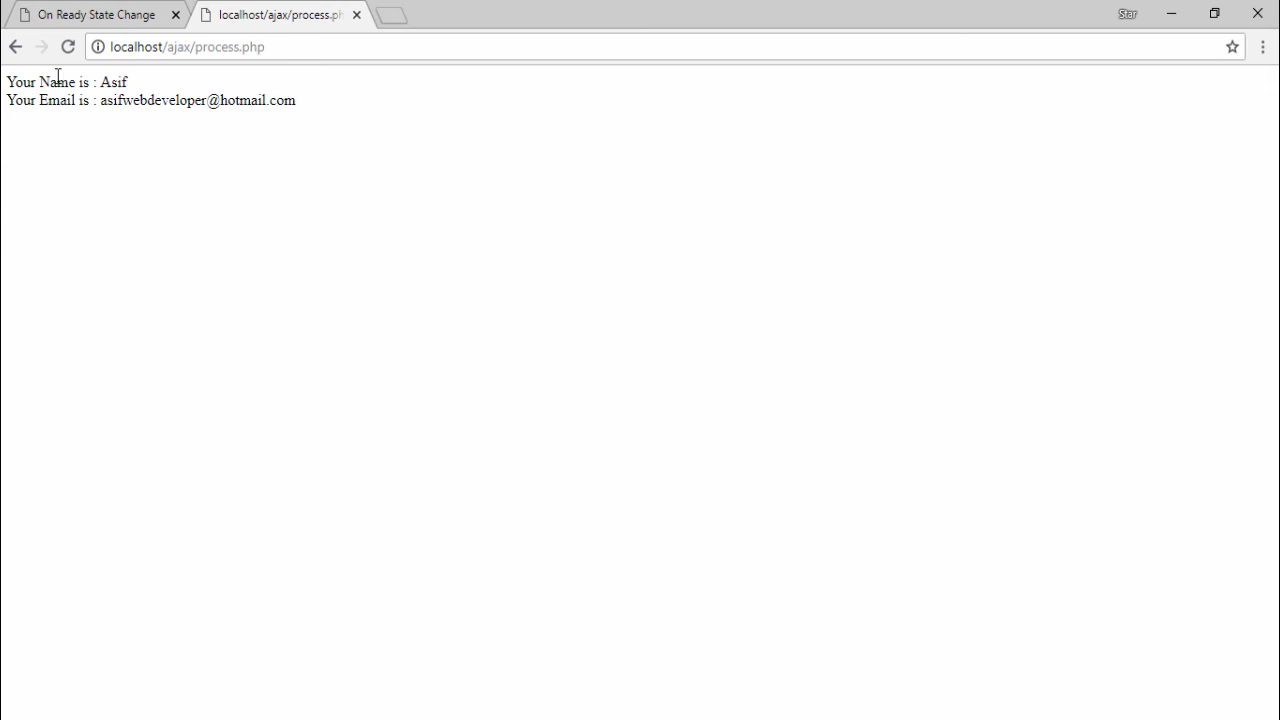 On Ready State Change
localhost/ajax/process.ph
Star
localhost/ajax/process.php
Your Name is : Asif
Your Email is : asifwebdeveloper@hotmail.com